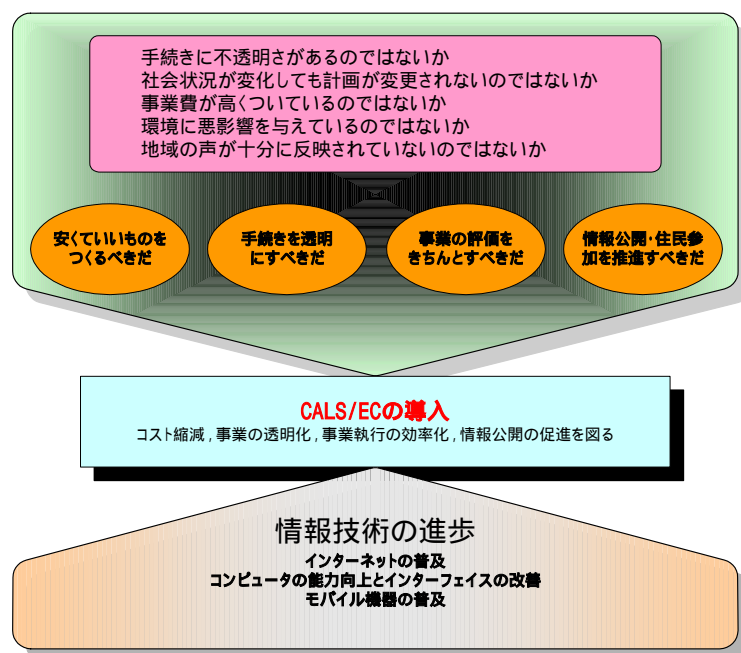 手続きに不透明さがあるのではないか
社会状況が変化しても計画が変更されないのではないか
事業費が高くついているのではないか
環境に悪影響を与えているのではないか
地域の声が十分に反映されていないのではないか
安くていいものを
つくるべきだ
手続きを透明
にすべきだ
事業の評価を
きちんとすべきだ
情報公開・住民参
加を推進すべきだ
CALS/ECの導入
コスト縮減,事業の透明化,事業執行の効率化,情報公開の促進を図る
情報技術の進歩
インターネットの普及
コンピュータの能力向上とインターフェイスの改善
モバイル機器の普及